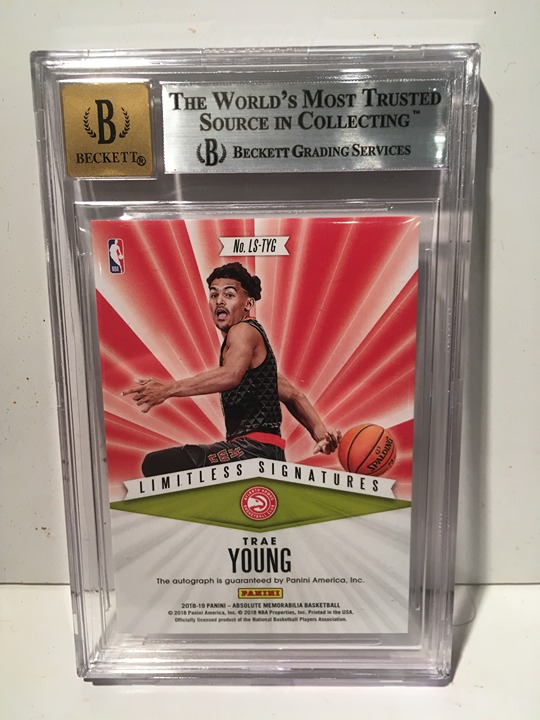 B
BECKETT®
THE WORLD'S MOST TRUSTED
SOURCE IN COLLECTING™
(B) BECKETT GRADING SERVICES
No. LS-TYG
NBA
SPALDING
LIMITLESS SIGNATURES
TRAE
YOUNG
The autograph is guaranteed by Panini America, Inc.
PANINI
2018-19 PANINI – ABSOLUTE MEMORABILIA BASKETBALL
© 2018 Panini America, Inc. © 2018 NBA Properties, Inc. Printed in the USA.
Officially licensed product of the National Basketball Players Association.